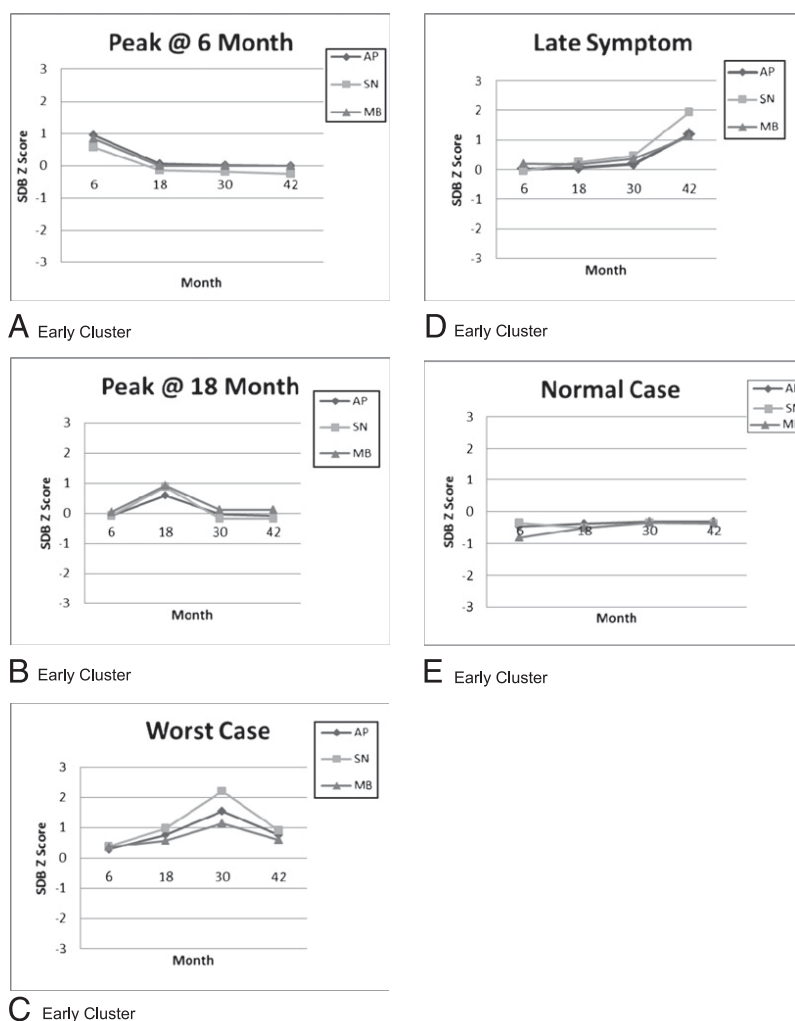 Peak @ 6 Month
AP
SN
MB
3
2
1
0
-1
-2
-3
6
18
30
42
SDB Z Score
Month
A Early Cluster
Late Symptom
AP
SN
MB
3
2
1
0
-1
-2
-3
6
18
30
42
SDB Z Score
Month
D Early Cluster
Peak @ 18 Month
AP
SN
MB
3
2
1
0
-1
-2
-3
6
18
30
42
SDB Z Score
Month
B Early Cluster
Normal Case
3
2
1
0
-1
-2
-3
6
18
30
42
SDB Z Score
Month
E Early Cluster
Worst Case
AP
SN
MB
3
2
1
0
-1
-2
-3
6
18
30
42
SDB Z Score
Month
C Early Cluster